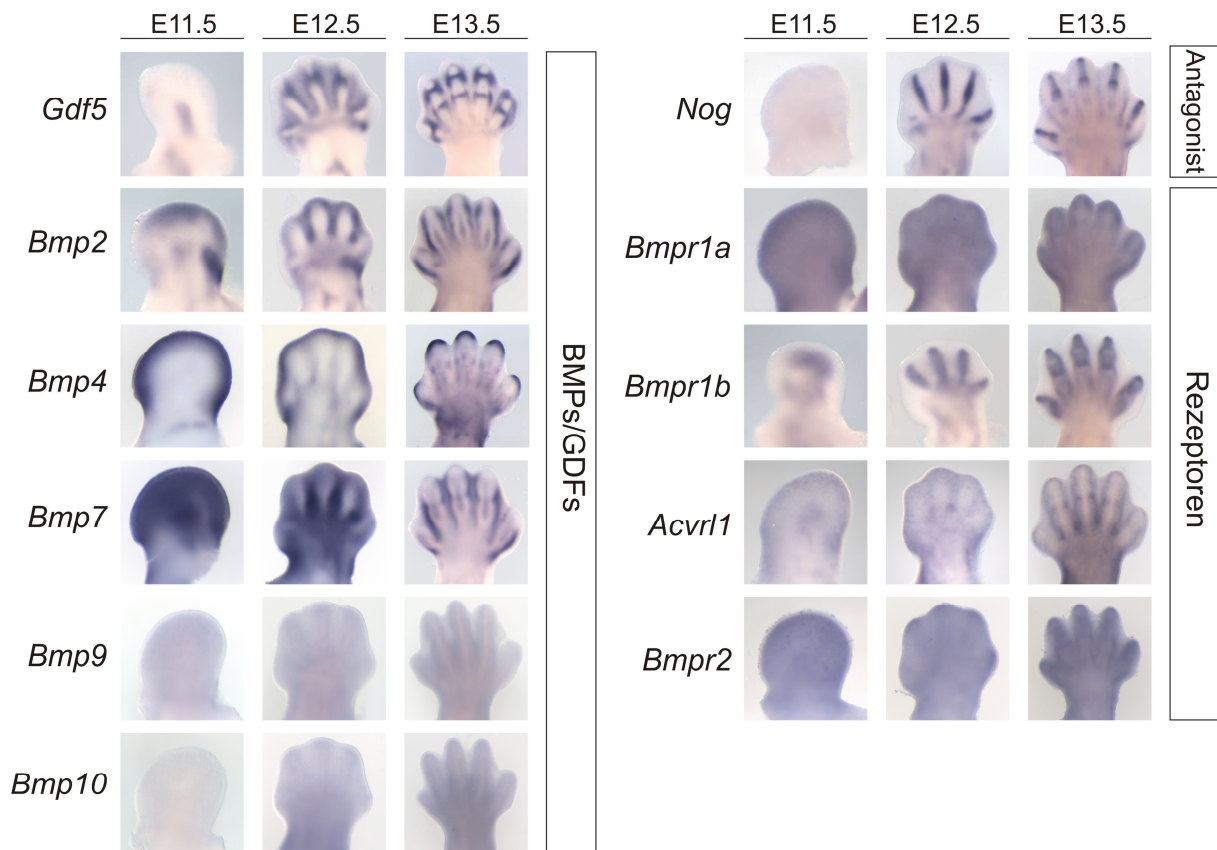 E11.5 E12.5 E13.5
Gdf5
Bmp2
Bmp4
Bmp7
Bmp9
Bmp10
BMPs/GDFs
E11.5 E12.5 E13.5
Nog
Bmpr1a
Bmpr1b
Acvrl1
Bmpr2
Antagonist
Rezeptoren